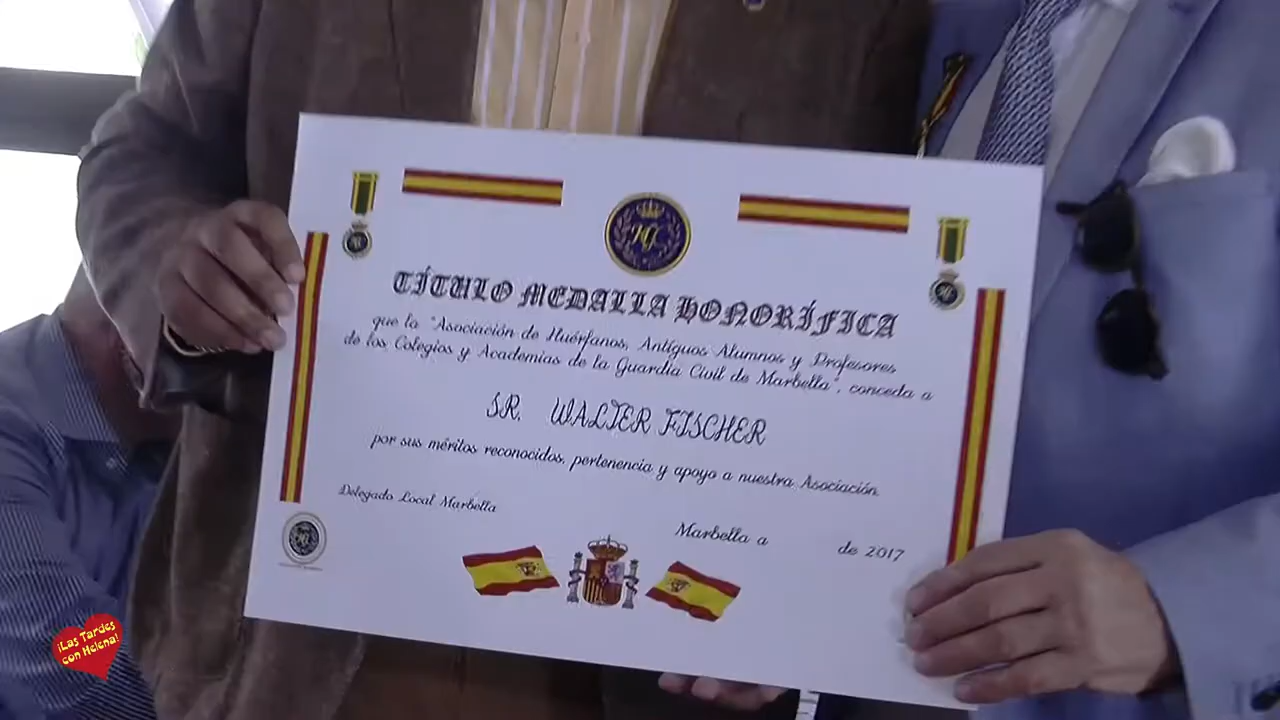 TÍTULO MEDALLA HONORÍFICA
que la "Asociación de Huérfanos, Antíguos Alumnos y Profesores
de los Colegios y Academias de la Guardia Civil de Marbella", conceda a
SR. WALTER FISCHER
por sus méritos reconocidos, pertenencia y apoyo a nuestra Asociación.
Delegado Local Marbella
Marbella a de 2017
¡Las Tardes
con Helena!